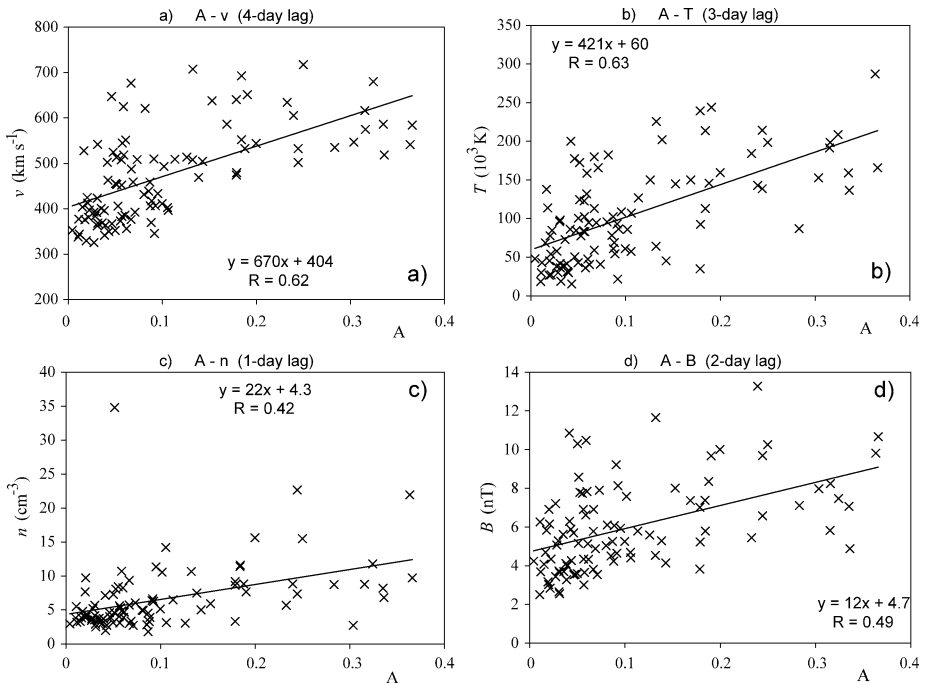 a) A - v (4-day lag)
800
700
600
500
400
300
200
v (km s-1)
0
0.1
0.2
0.3
0.4
A
y = 670x + 404
R = 0.62
a)
b) A - T (3-day lag)
350
300
250
200
150
100
50
0
T (10³ K)
0
0.1
0.2
0.3
0.4
A
y = 421x + 60
R = 0.63
b)
c) A - n (1-day lag)
40
35
30
25
20
15
10
5
0
n (cm-3)
0
0.1
0.2
0.3
0.4
A
y = 22x + 4.3
R = 0.42
c)
d) A - B (2-day lag)
14
12
10
8
6
4
2
0
B (nT)
0
0.1
0.2
0.3
0.4
A
y = 12x + 4.7
R = 0.49
d)